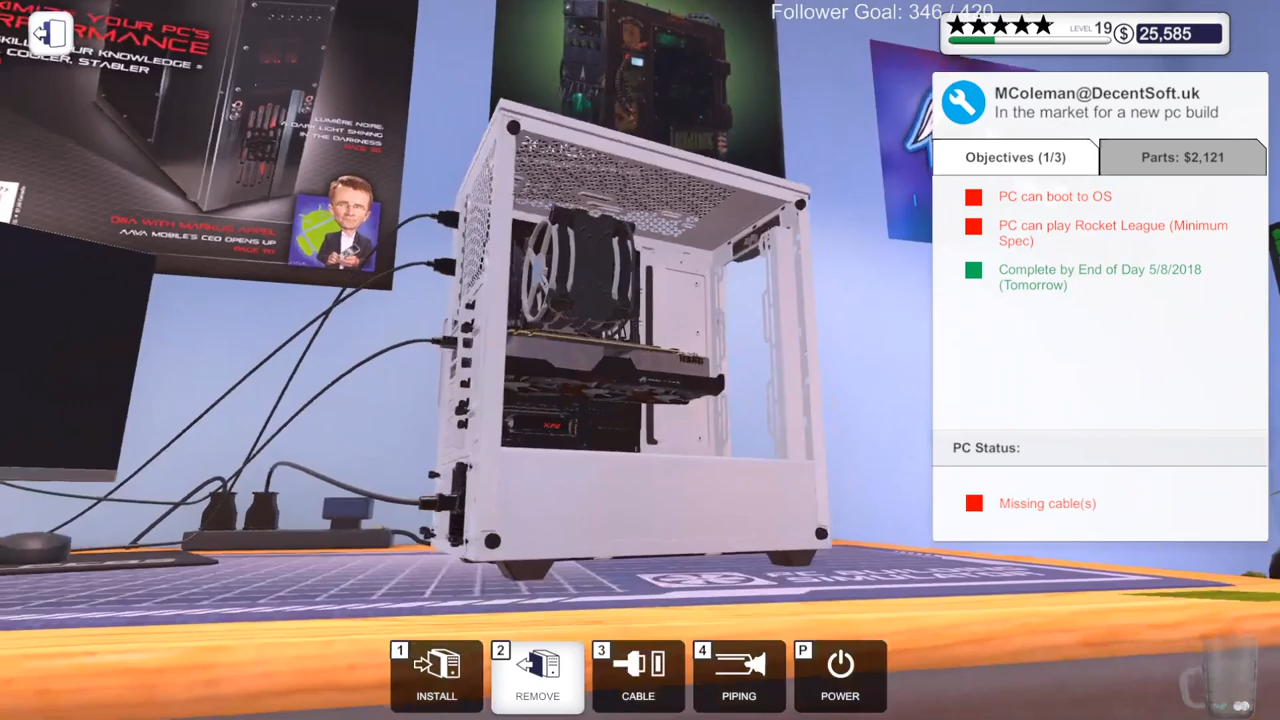 XIMIZE YOUR PC'S
PERFORMANCE
COOLER, STABLER
LUMIÈRE NOIRE,
A DARK LIGHT SHINING
IN THE DARKNESS
Q&A WITH MARKUS APPEL
AAVA MOBILE'S CEO OPENS UP
Follower Goal: 346 / 420
LEVEL 19
$ 25,585
MColeman@DecentSoft.uk
In the market for a new pc build
Objectives (1/3)
Parts: $2,121
PC can boot to OS
PC can play Rocket League (Minimum
Spec)
Complete by End of Day 5/8/2018
(Tomorrow)
PC Status:
Missing cable(s)
1
INSTALL
2
REMOVE
3
CABLE
4
PIPING
P
POWER